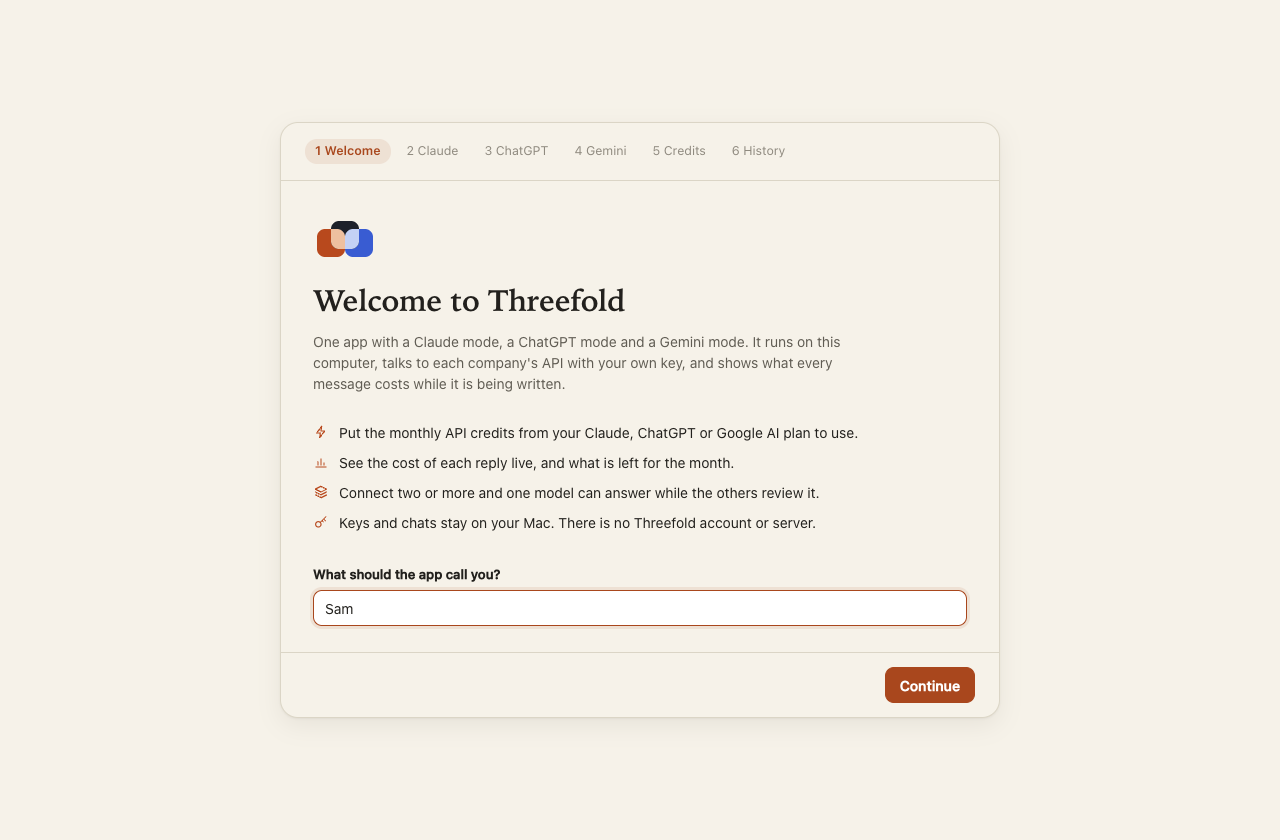 1 Welcome 2 Claude 3 ChatGPT 4 Gemini 5 Credits 6 History
Welcome to Threefold
One app with a Claude mode, a ChatGPT mode and a Gemini mode. It runs on this
computer, talks to each company's API with your own key, and shows what every
message costs while it is being written.
Put the monthly API credits from your Claude, ChatGPT or Google AI plan to use.
See the cost of each reply live, and what is left for the month.
Connect two or more and one model can answer while the others review it.
Keys and chats stay on your Mac. There is no Threefold account or server.
What should the app call you?
Sam
Continue